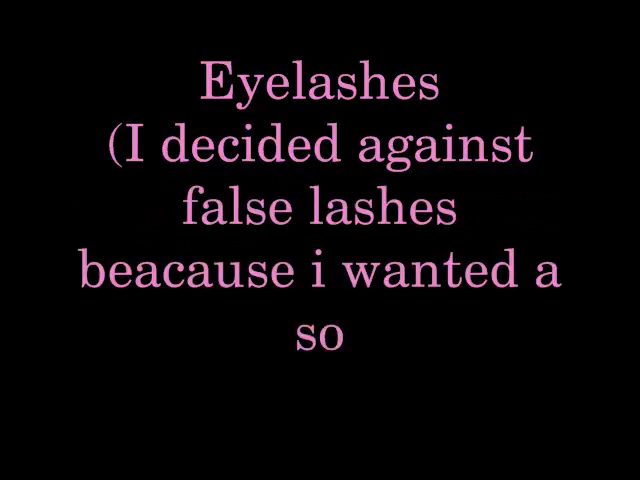 Eyelashes
(I decided against
false lashes
beacause i wanted a
so